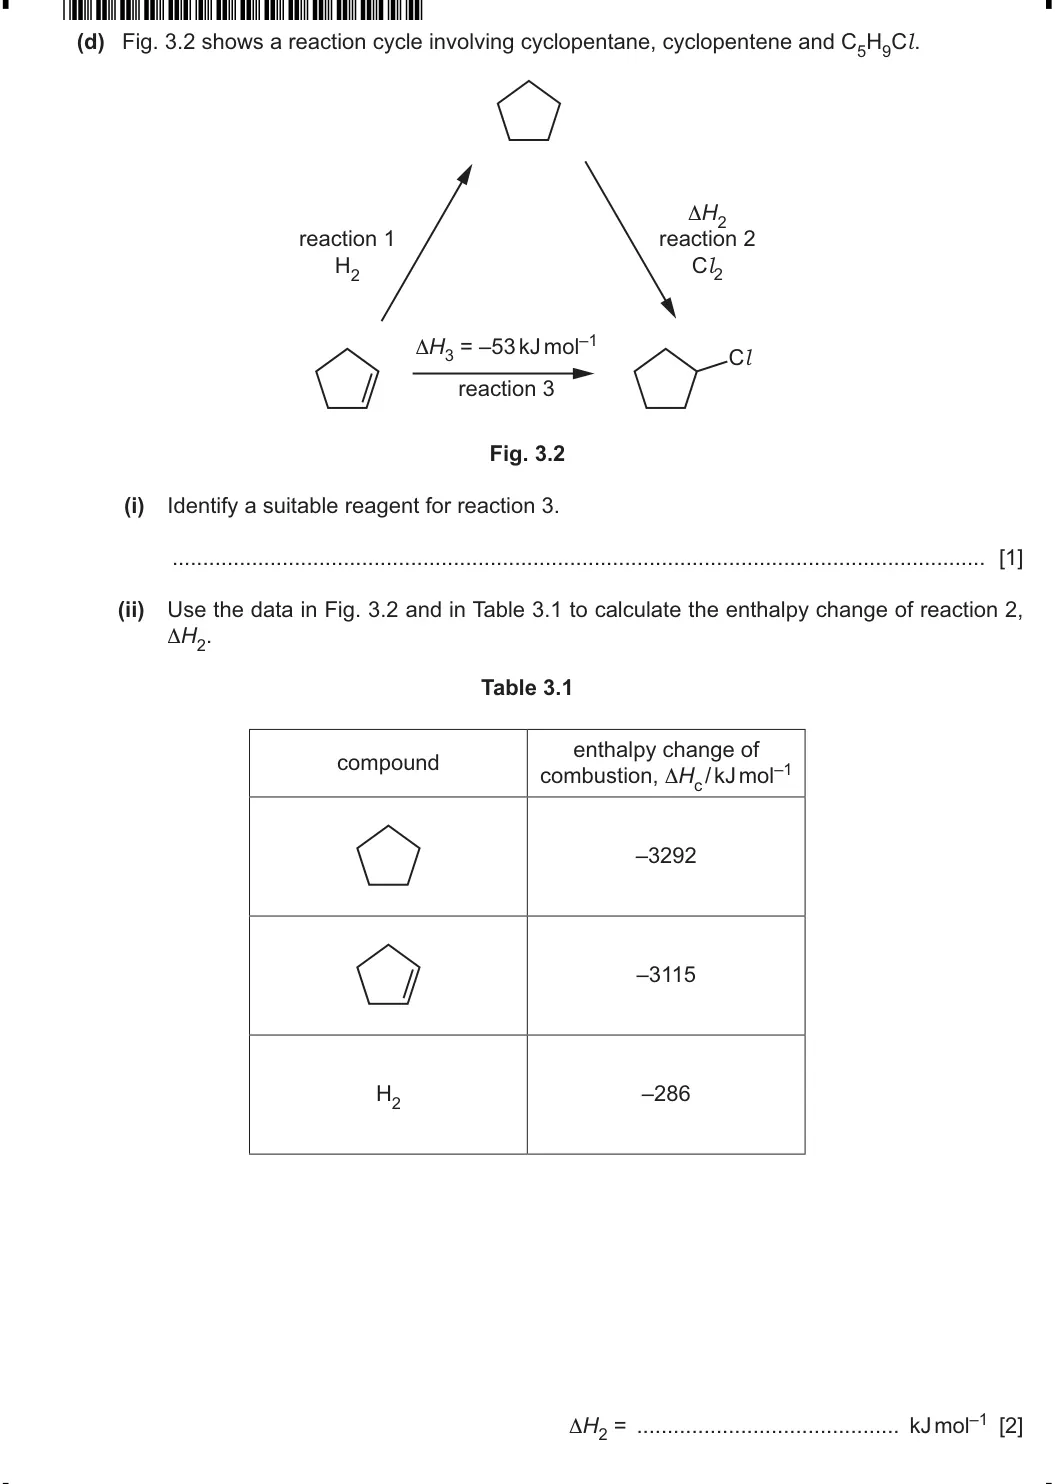 (d) Fig. 3.2 shows a reaction cycle involving cyclopentane, cyclopentene and C₅H₉Cl.
ΔH₂
reaction 1
reaction 2
H₂
Cl₂
ΔH₃ = –53 kJ mol⁻¹
Cl
reaction 3
Fig. 3.2
(i) Identify a suitable reagent for reaction 3.
.......................................................................................................................................... [1]
(ii) Use the data in Fig. 3.2 and in Table 3.1 to calculate the enthalpy change of reaction 2,
ΔH₂.
Table 3.1
compound
enthalpy change of
combustion, ΔHc / kJ mol⁻¹
–3292
–3115
H₂
–286
ΔH₂ = ........................................... kJ mol⁻¹ [2]